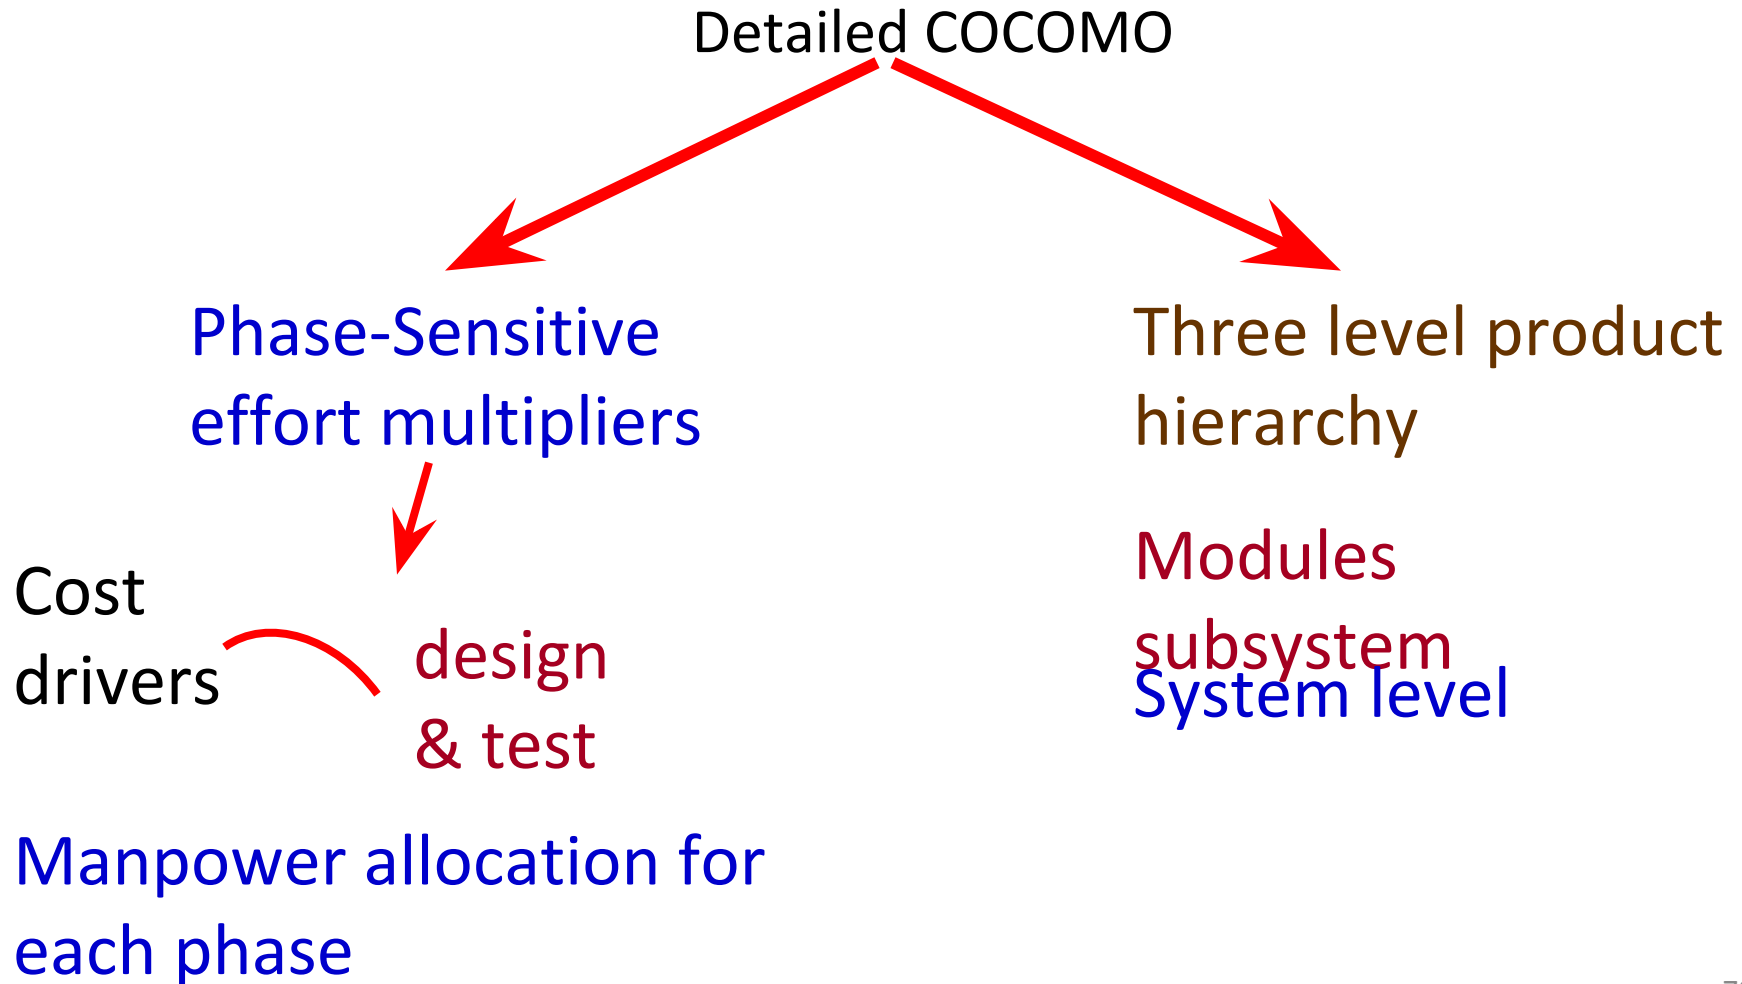 Detailed COCOMO
Phase-Sensitive
effort multipliers
Cost
drivers
design
& test
Manpower allocation for
each phase
Three level product
hierarchy
Modules
subsystem
System level